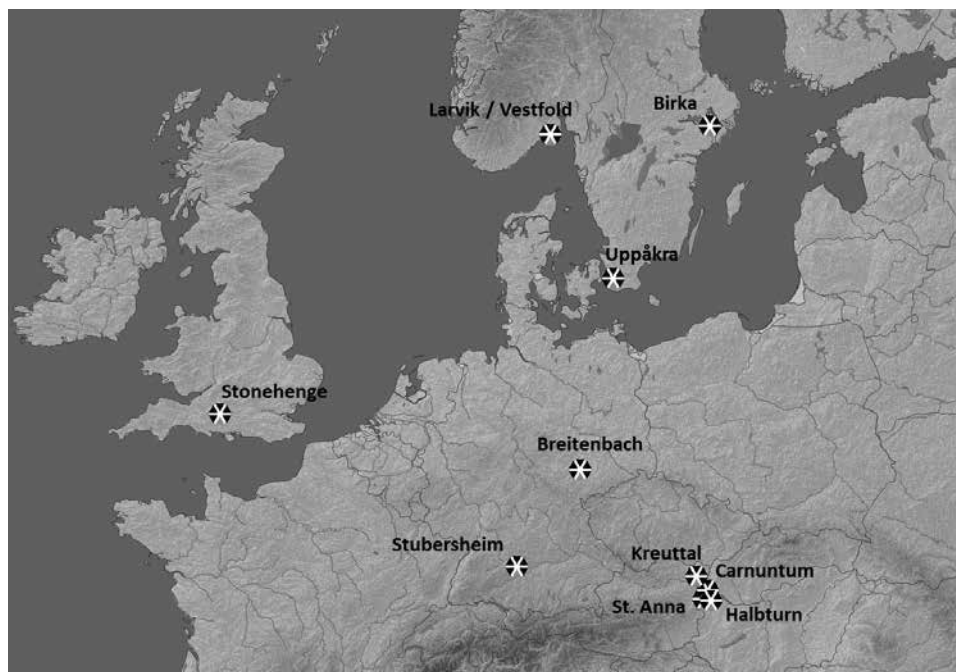 Larvik / Vestfold
Birka
Uppåkra
Stonehenge
Breitenbach
Stubersheim
Kreuttal
Carnuntum
St. Anna
Halbturn